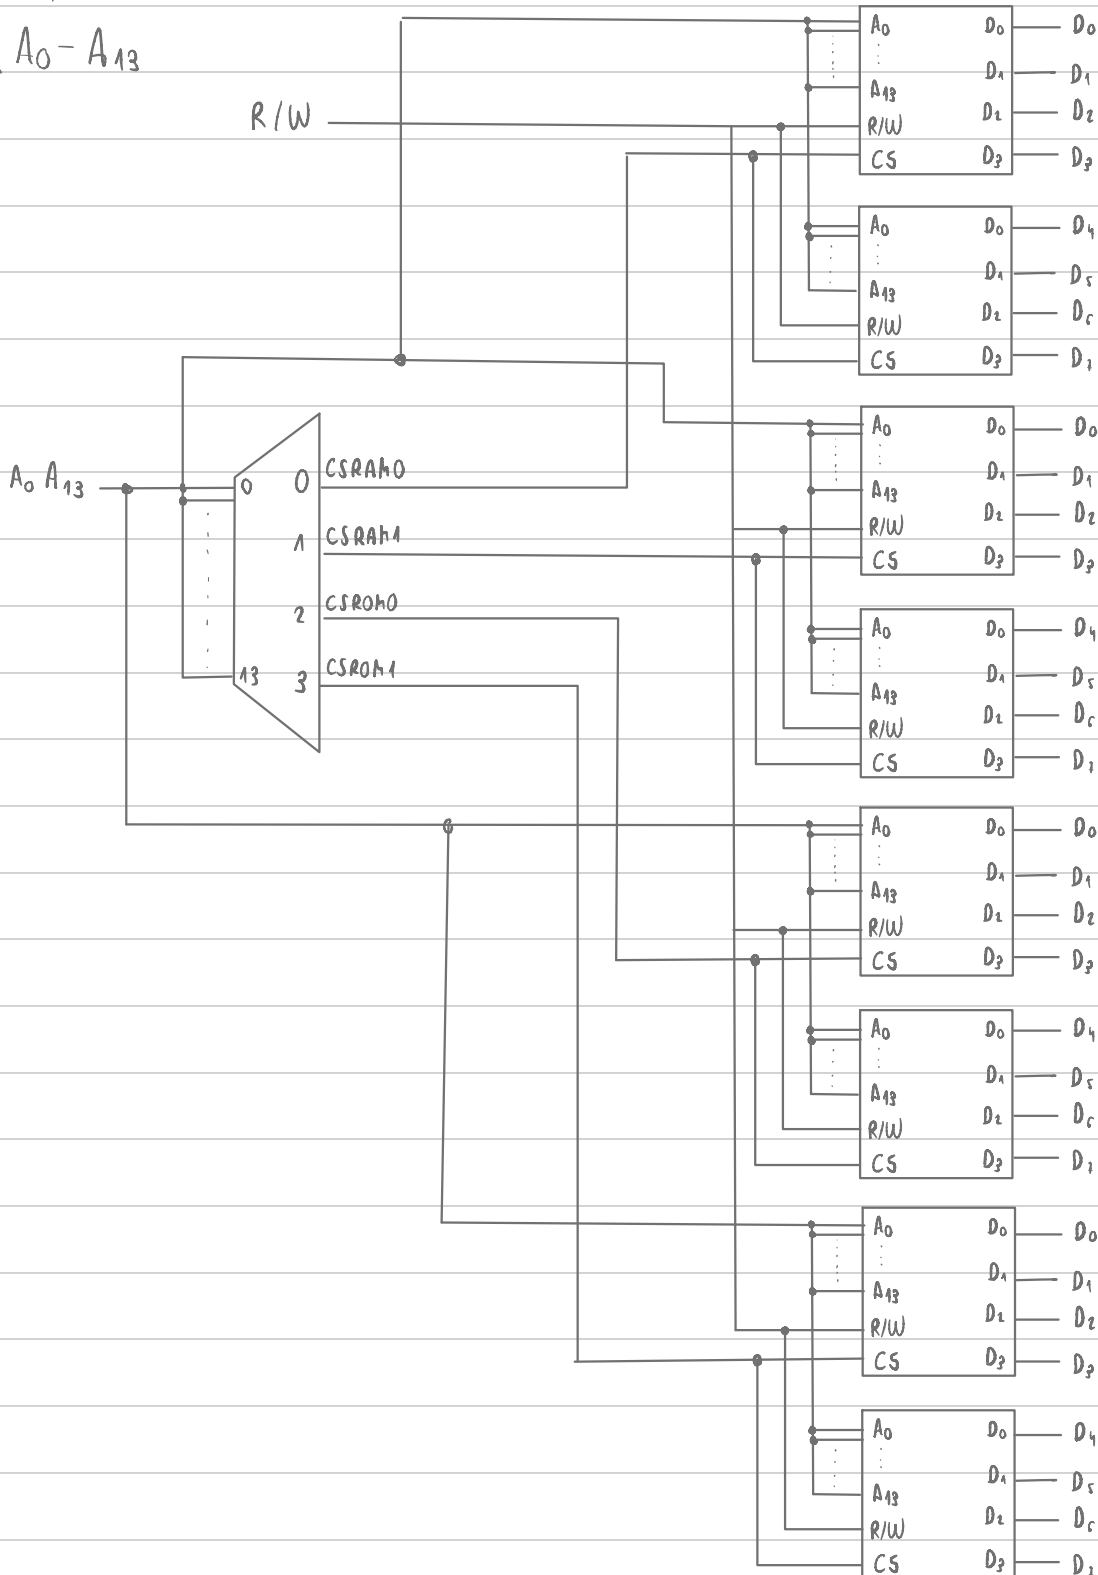 A0 - A13
R/W
A0 A13
0
13
0 CSRAM0
1 CSRAM1
2 CSROM0
3 CSROM1
A0 D0 D0
D1 D1
A13 D2 D2
R/W
CS D3 D3
A0 D0 D4
D1 D5
A13
R/W D2 D6
CS D3 D7
A0 D0 D0
D1 D1
A13 D2 D2
R/W
CS D3 D3
A0 D0 D4
D1 D5
A13
R/W D2 D6
CS D3 D7
A0 D0 D0
D1 D1
A13 D2 D2
R/W
CS D3 D3
A0 D0 D4
D1 D5
A13
R/W D2 D6
CS D3 D7
A0 D0 D0
D1 D1
A13 D2 D2
R/W
CS D3 D3
A0 D0 D4
D1 D5
A13
R/W D2 D6
CS D3 D7